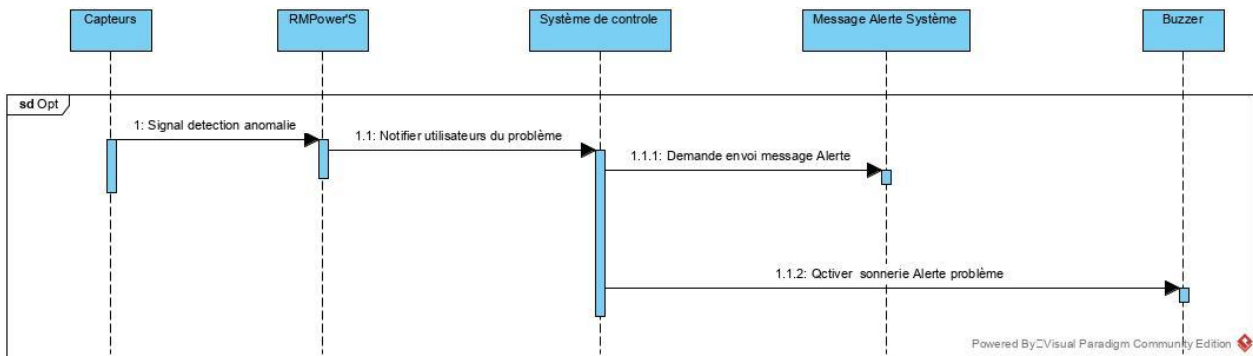 Capteurs
RMPower'S
Système de controle
Message Alerte Système
Buzzer
sd Opt
1: Signal detection anomalie
1.1: Notifier utilisateurs du problème
1.1.1: Demande envoi message Alerte
1.1.2: Qctiver sonnerie Alerte problème
Powered By Visual Paradigm Community Edition